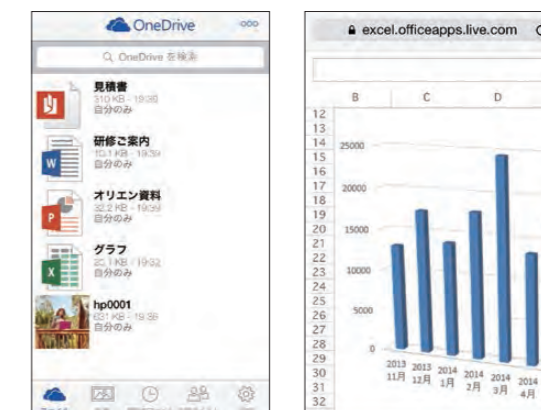 OneDrive
OneDrive を検索
見積書
310 KB - 19:39
自分のみ
研修ご案内
10.1 KB - 19:39
自分のみ
オリエン資料
32.2 KB - 19:39
自分のみ
グラフ
25.1 KB - 19:32
自分のみ
hp0001
631 KB - 19:36
自分のみ
excel.officeapps.live.com
B C D
12
13
14
15
16
17
18
19
20
21
22
23
24
25
26
27
28
29
30
31
32
25000
20000
15000
10000
5000
0
2013 11月
2013 12月
2014 1月
2014 2月
2014 3月
2014 4月